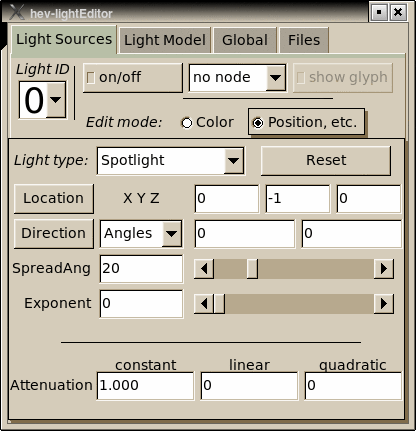 hev-lightEditor
Light Sources Light Model Global Files
Light ID
0
on/off no node show glyph
Edit mode: Color Position, etc.
Light type: Spotlight Reset
Location X Y Z 0 -1 0
Direction Angles 0 0
SpreadAng 20
Exponent 0
constant linear quadratic
Attenuation 1.000 0 0